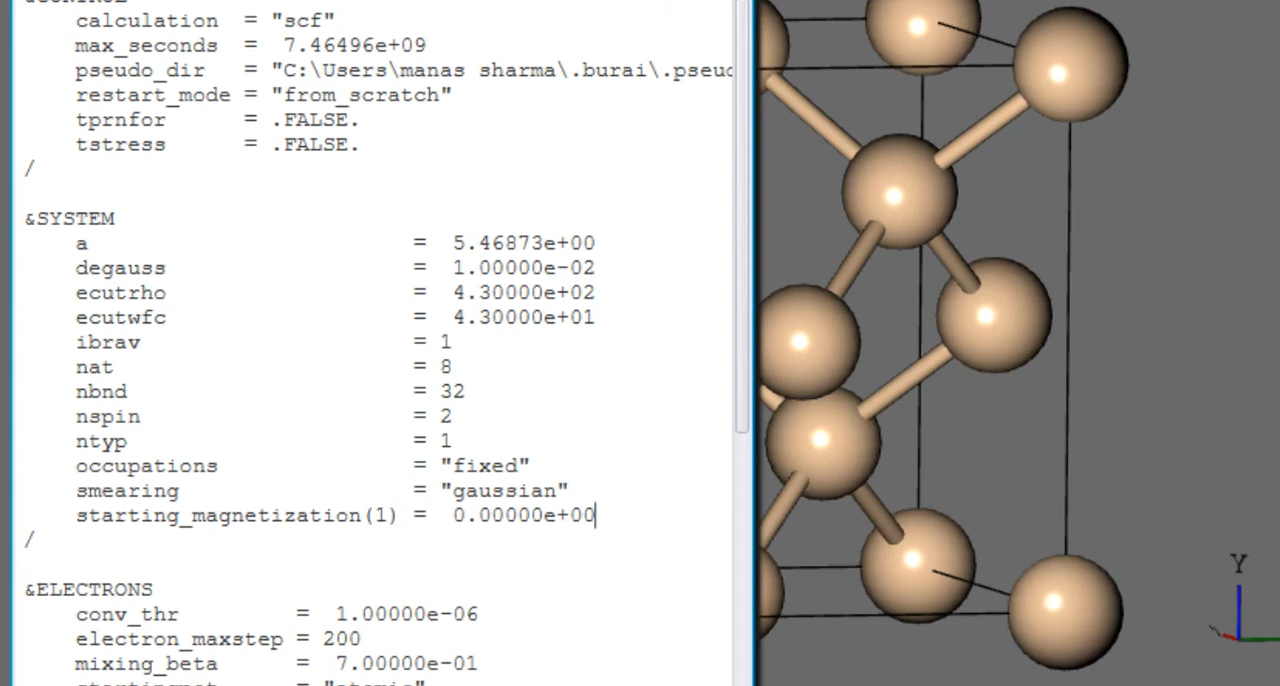 calculation = "scf"
max_seconds = 7.46496e+09
pseudo_dir = "C:\Users\manas sharma\.burai\.pseud
restart_mode = "from_scratch"
tprnfor = .FALSE.
tstress = .FALSE.
/
&SYSTEM
a = 5.46873e+00
degauss = 1.00000e-02
ecutrho = 4.30000e+02
ecutwfc = 4.30000e+01
ibrav = 1
nat = 8
nbnd = 32
nspin = 2
ntyp = 1
occupations = "fixed"
smearing = "gaussian"
starting_magnetization(1) = 0.00000e+00
/
&ELECTRONS
conv_thr = 1.00000e-06
electron_maxstep = 200
mixing_beta = 7.00000e-01
Y